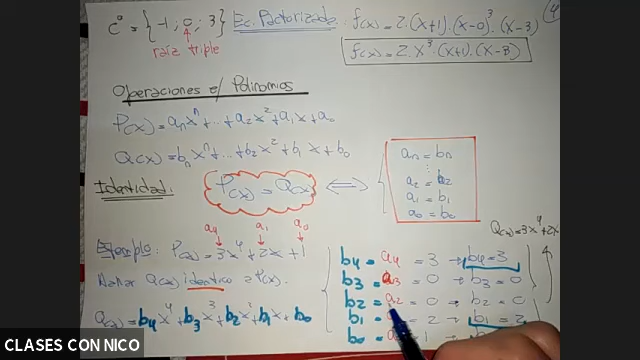 C° = {-1; 0; 3} Ec. Factorizada: f(x) = 2·(x+1)·(x-0)³·(x-3)
raíz triple
f(x) = 2·x³·(x+1)·(x-3)
Operaciones e/ Polinomios
P(x) = aₙxⁿ+...+a₂x²+a₁x+a₀
Q(x) = bₙxⁿ+...+b₂x²+b₁x+b₀
Identidad: P(x) = Q(x) ⟺
aₙ = bₙ
⋮
a₂ = b₂
a₁ = b₁
a₀ = b₀
a₄ a₁ a₀
Ejemplo: P(x) = 3x⁴+2x+1
Q(x) idéntico a P(x).
Q(x) = b₄x⁴+b₃x³+b₂x²+b₁x+b₀
b₄ = a₄ = 3 → b₄ = 3
b₃ = a₃ = 0 → b₃ = 0
b₂ = a₂ = 0 → b₂ = 0
b₁ = 2 → b₁ = 2
b₀ = 1
Q(x) = 3x⁴+2x
CLASES CON NICO